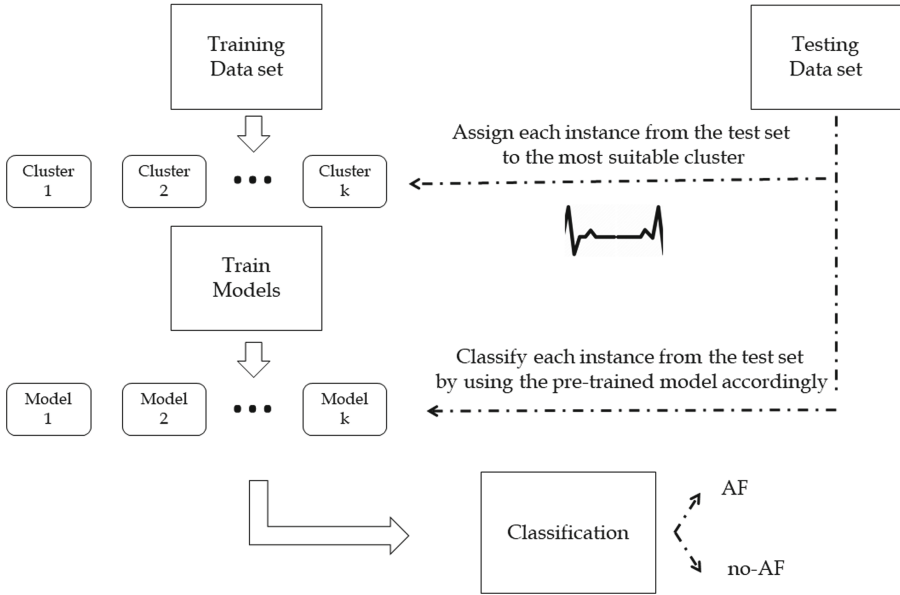 Training
Data set
Testing
Data set
Assign each instance from the test set
to the most suitable cluster
Cluster
1
Cluster
2
Cluster
k
Train
Models
Classify each instance from the test set
by using the pre-trained model accordingly
Model
1
Model
2
Model
k
Classification
AF
no-AF